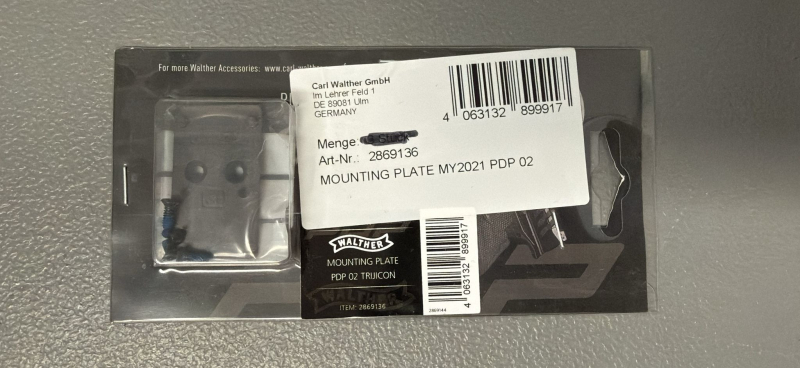 For more Walther Accessories: www.carl-walther
Carl Walther GmbH
Im Lehrer Feld 1
DE 89081 Ulm
GERMANY
4 063132 899917
Menge:
Art-Nr.: 2869136
MOUNTING PLATE MY2021 PDP 02
WALTHER
MOUNTING PLATE
PDP 02 TRIJICON
WALTHER
ITEM: 2869136
4 063132 899917